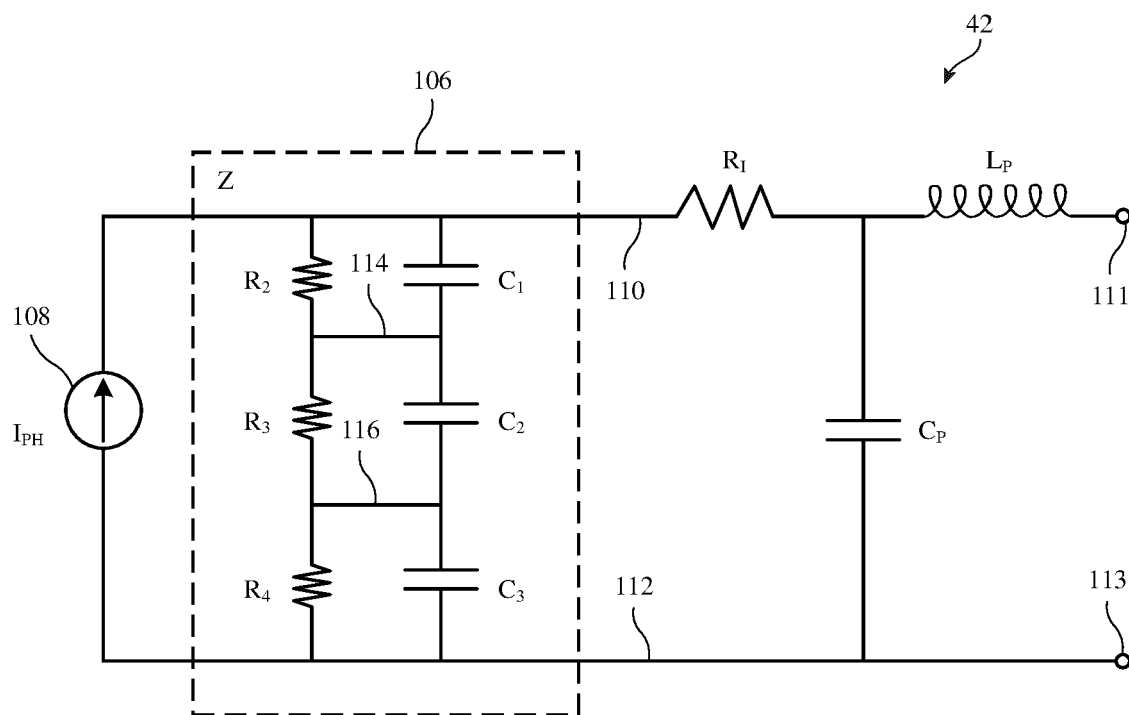 42
106
R_I
L_P
Z
114
R_2
C_1
110
111
108
R_3
116
C_2
I_PH
C_P
R_4
C_3
112
113